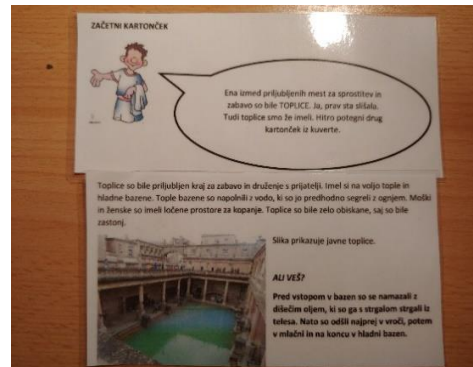 ZAČETNI KARTONČEK
Ena izmed priljubljenih mest za sprostitev in
zabavo so bile TOPLICE. Ja, prav sta slišala.
Tudi toplice smo že imeli. Hitro potegni drug
kartonček iz kuverte.
Toplice so bile priljubljen kraj za zabavo in druženje s prijatelji. Imel si na voljo tople in
hladne bazene. Tople bazene so napolnili z vodo, ki so jo predhodno segreli z ognjem. Moški
in ženske so imeli ločene prostore za kopanje. Toplice so bile zelo obiskane, saj so bile
zastonj.
Slika prikazuje javne toplice.
ALI VEŠ?
Pred vstopom v bazen so se namazali z
dišečim oljem, ki so ga s strgalom strgali iz
telesa. Nato so odšli najprej v vroči, potem
v mlačni in na koncu v hladni bazen.